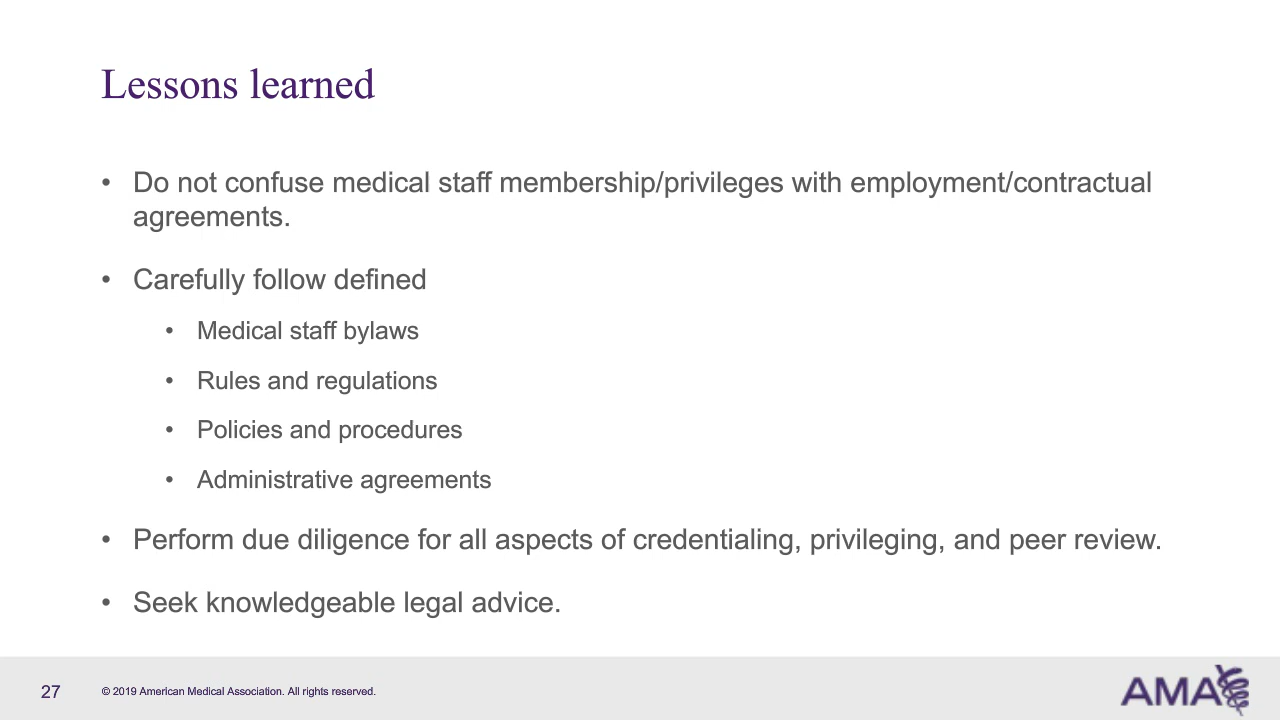 Lessons learned
• Do not confuse medical staff membership/privileges with employment/contractual
agreements.
• Carefully follow defined
• Medical staff bylaws
• Rules and regulations
• Policies and procedures
• Administrative agreements
• Perform due diligence for all aspects of credentialing, privileging, and peer review.
• Seek knowledgeable legal advice.
27
© 2019 American Medical Association. All rights reserved.
AMA